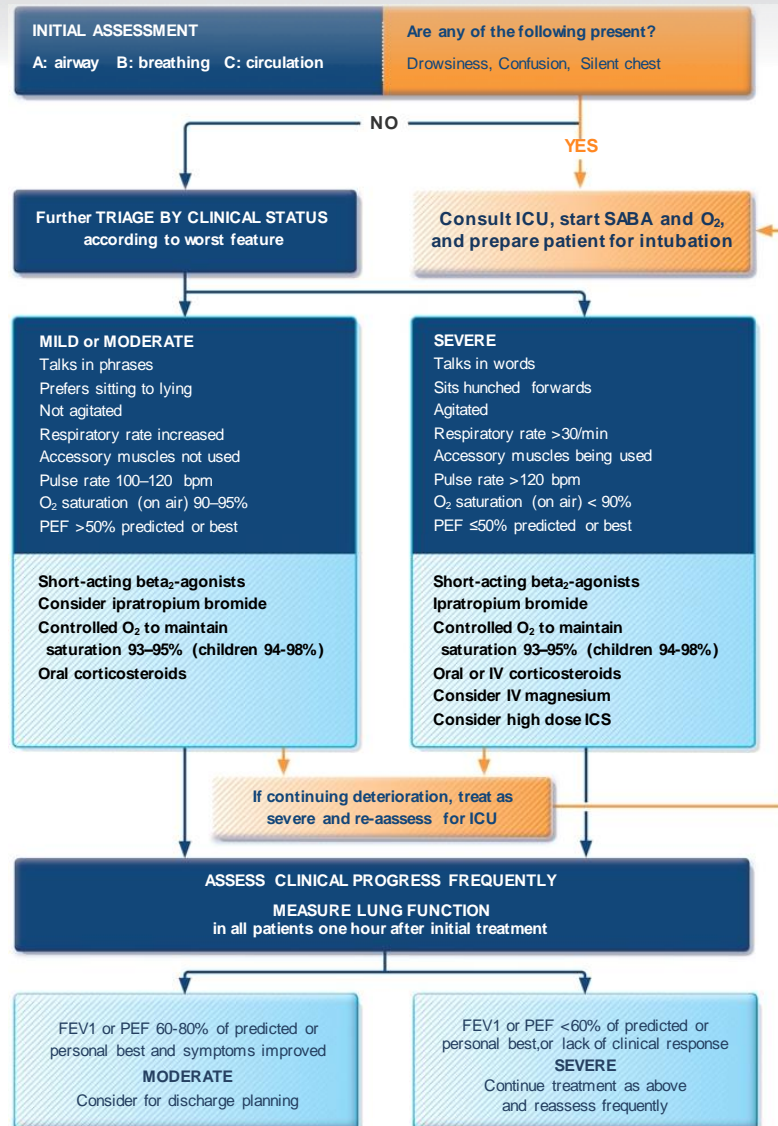 INITIAL ASSESSMENT
A: airway B: breathing C: circulation
Are any of the following present?
Drowsiness, Confusion, Silent chest
NO
YES
Further TRIAGE BY CLINICAL STATUS
according to worst feature
Consult ICU, start SABA and O₂,
and prepare patient for intubation
MILD or MODERATE
Talks in phrases
Prefers sitting to lying
Not agitated
Respiratory rate increased
Accessory muscles not used
Pulse rate 100–120 bpm
O₂ saturation (on air) 90–95%
PEF >50% predicted or best
SEVERE
Talks in words
Sits hunched forwards
Agitated
Respiratory rate >30/min
Accessory muscles being used
Pulse rate >120 bpm
O₂ saturation (on air) < 90%
PEF ≤50% predicted or best
Short-acting beta₂-agonists
Consider ipratropium bromide
Controlled O₂ to maintain
saturation 93–95% (children 94-98%)
Oral corticosteroids
Short-acting beta₂-agonists
Ipratropium bromide
Controlled O₂ to maintain
saturation 93–95% (children 94-98%)
Oral or IV corticosteroids
Consider IV magnesium
Consider high dose ICS
If continuing deterioration, treat as
severe and re-aassess for ICU
ASSESS CLINICAL PROGRESS FREQUENTLY
MEASURE LUNG FUNCTION
in all patients one hour after initial treatment
FEV1 or PEF 60-80% of predicted or
personal best and symptoms improved
MODERATE
Consider for discharge planning
FEV1 or PEF <60% of predicted or
personal best,or lack of clinical response
SEVERE
Continue treatment as above
and reassess frequently